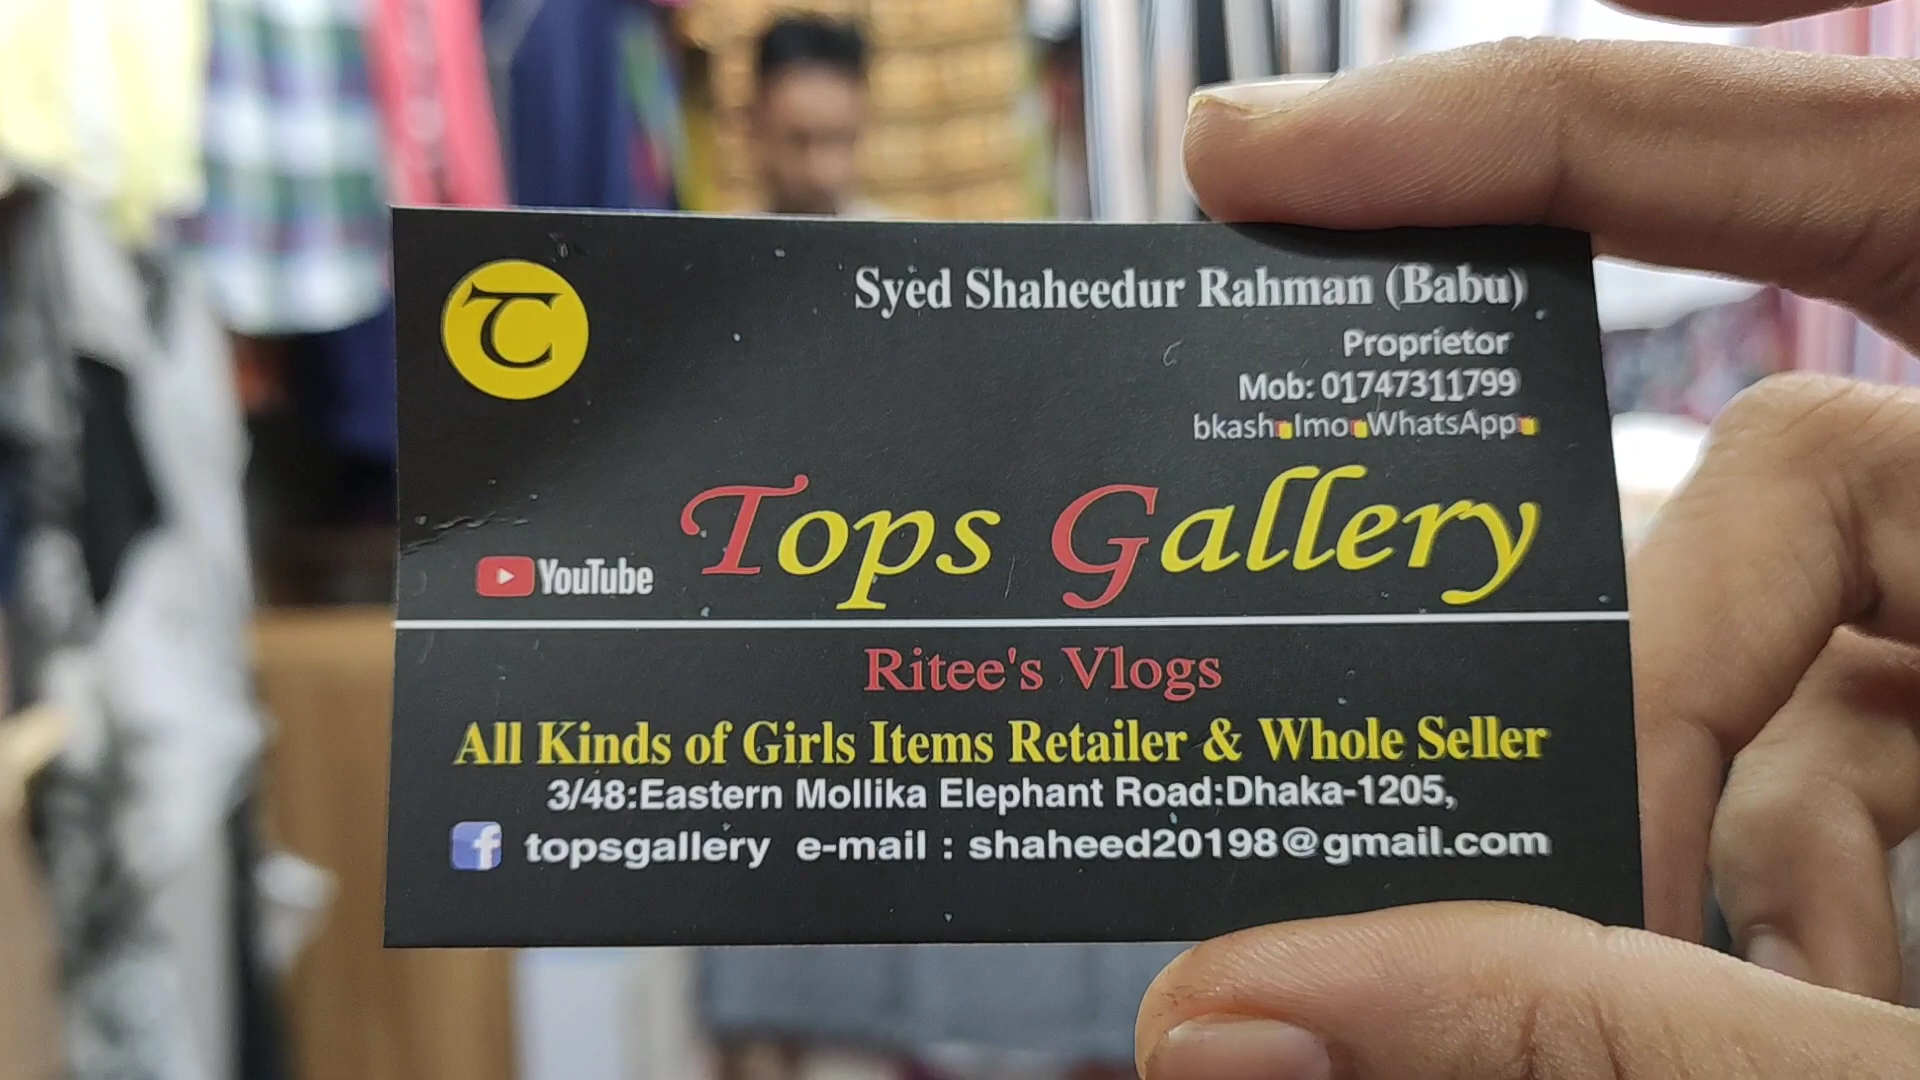 Syed Shaheedur Rahman (Babu)
Proprietor
Mob: 01747311799
bkash Imo WhatsApp
YouTube Tops Gallery
Ritee's Vlogs
All Kinds of Girls Items Retailer & Whole Seller
3/48:Eastern Mollika Elephant Road:Dhaka-1205,
f topsgallery e-mail : shaheed20198@gmail.com